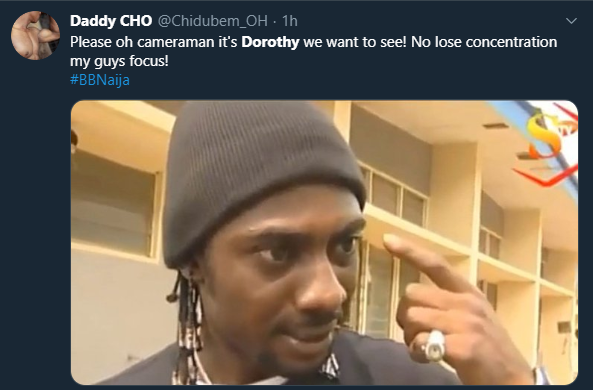 Daddy CHO @Chidubem_OH · 1h
Please oh cameraman it's Dorothy we want to see! No lose concentration
my guys focus!
#BBNaija
STV